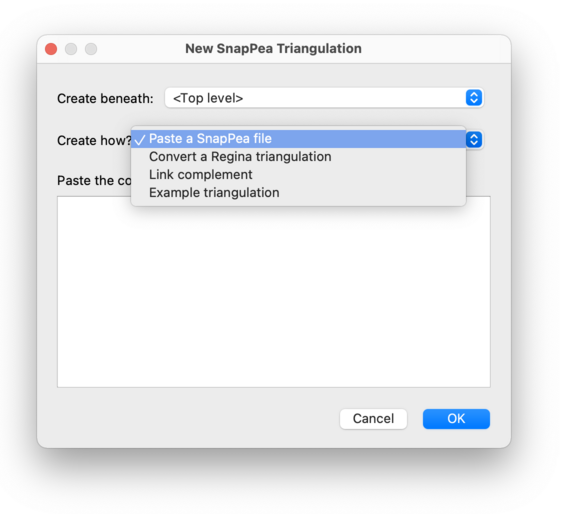 New SnapPea Triangulation
Create beneath: <Top level>
Create how? ✓ Paste a SnapPea file
Convert a Regina triangulation
Link complement
Example triangulation
Paste the co
Cancel OK